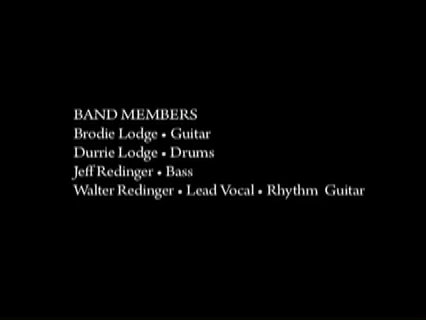 BAND MEMBERS
Brodie Lodge • Guitar
Durrie Lodge • Drums
Jeff Redinger • Bass
Walter Redinger • Lead Vocal • Rhythm Guitar